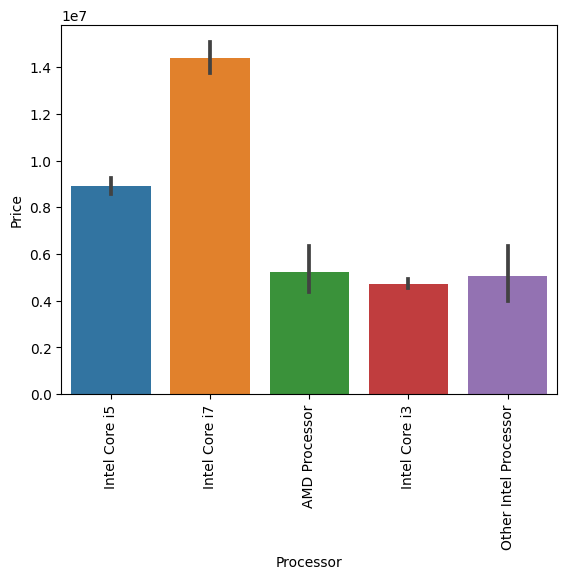 1e7
1.4
1.2
1.0
0.8
0.6
0.4
0.2
0.0
Price
Intel Core i5
Intel Core i7
AMD Processor
Intel Core i3
Other Intel Processor
Processor